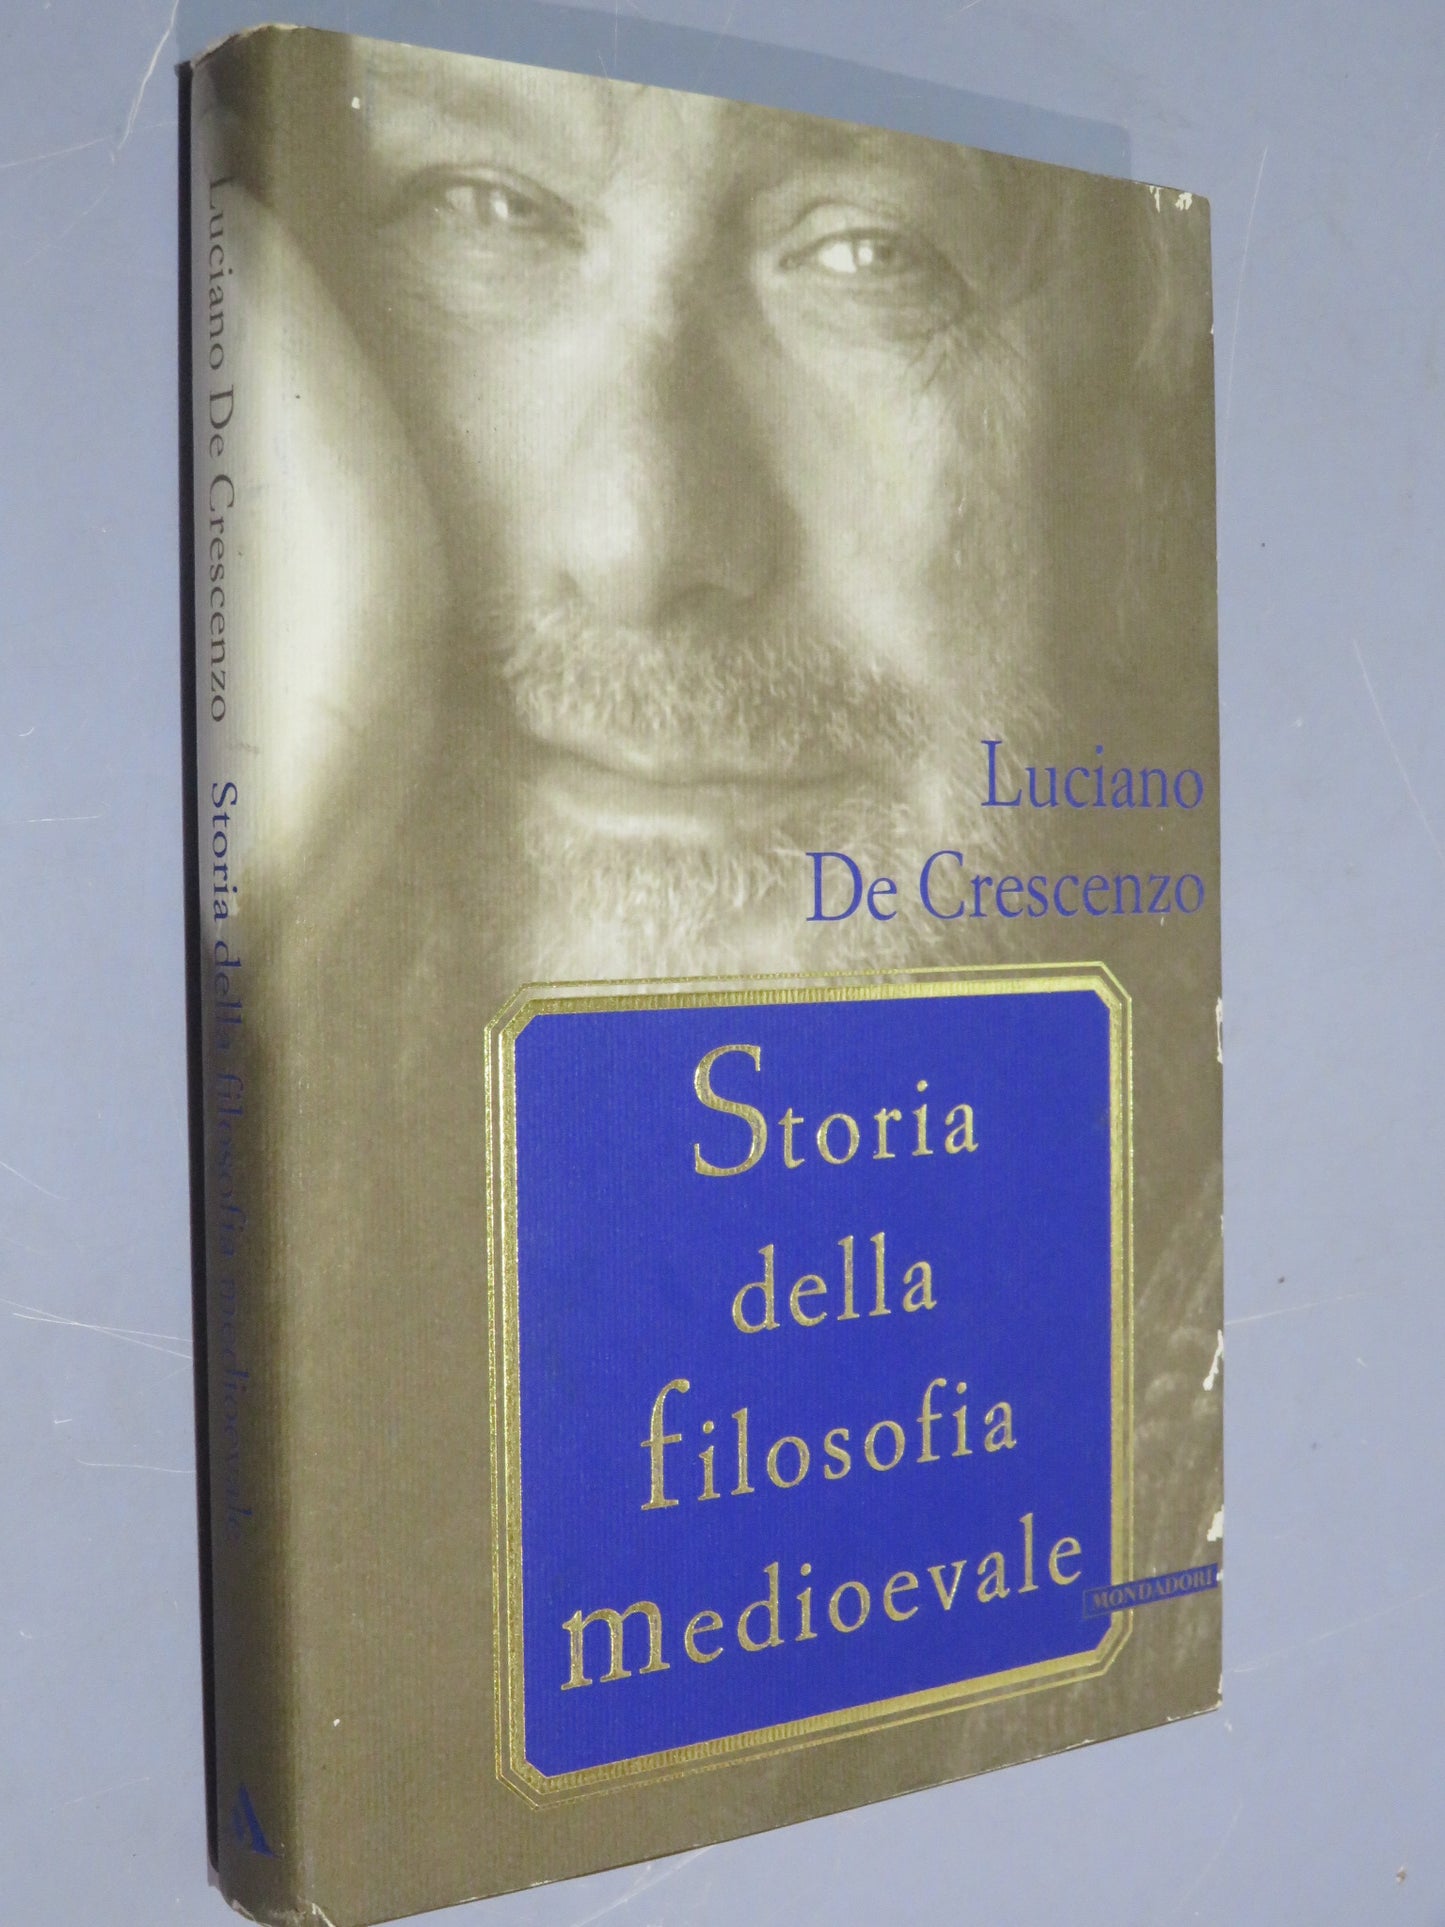 Luciano De Crescenzo Storia della filosofia medioevale
Luciano
De Crescenzo
Storia
della
filosofia
medioevale
MONDADORI